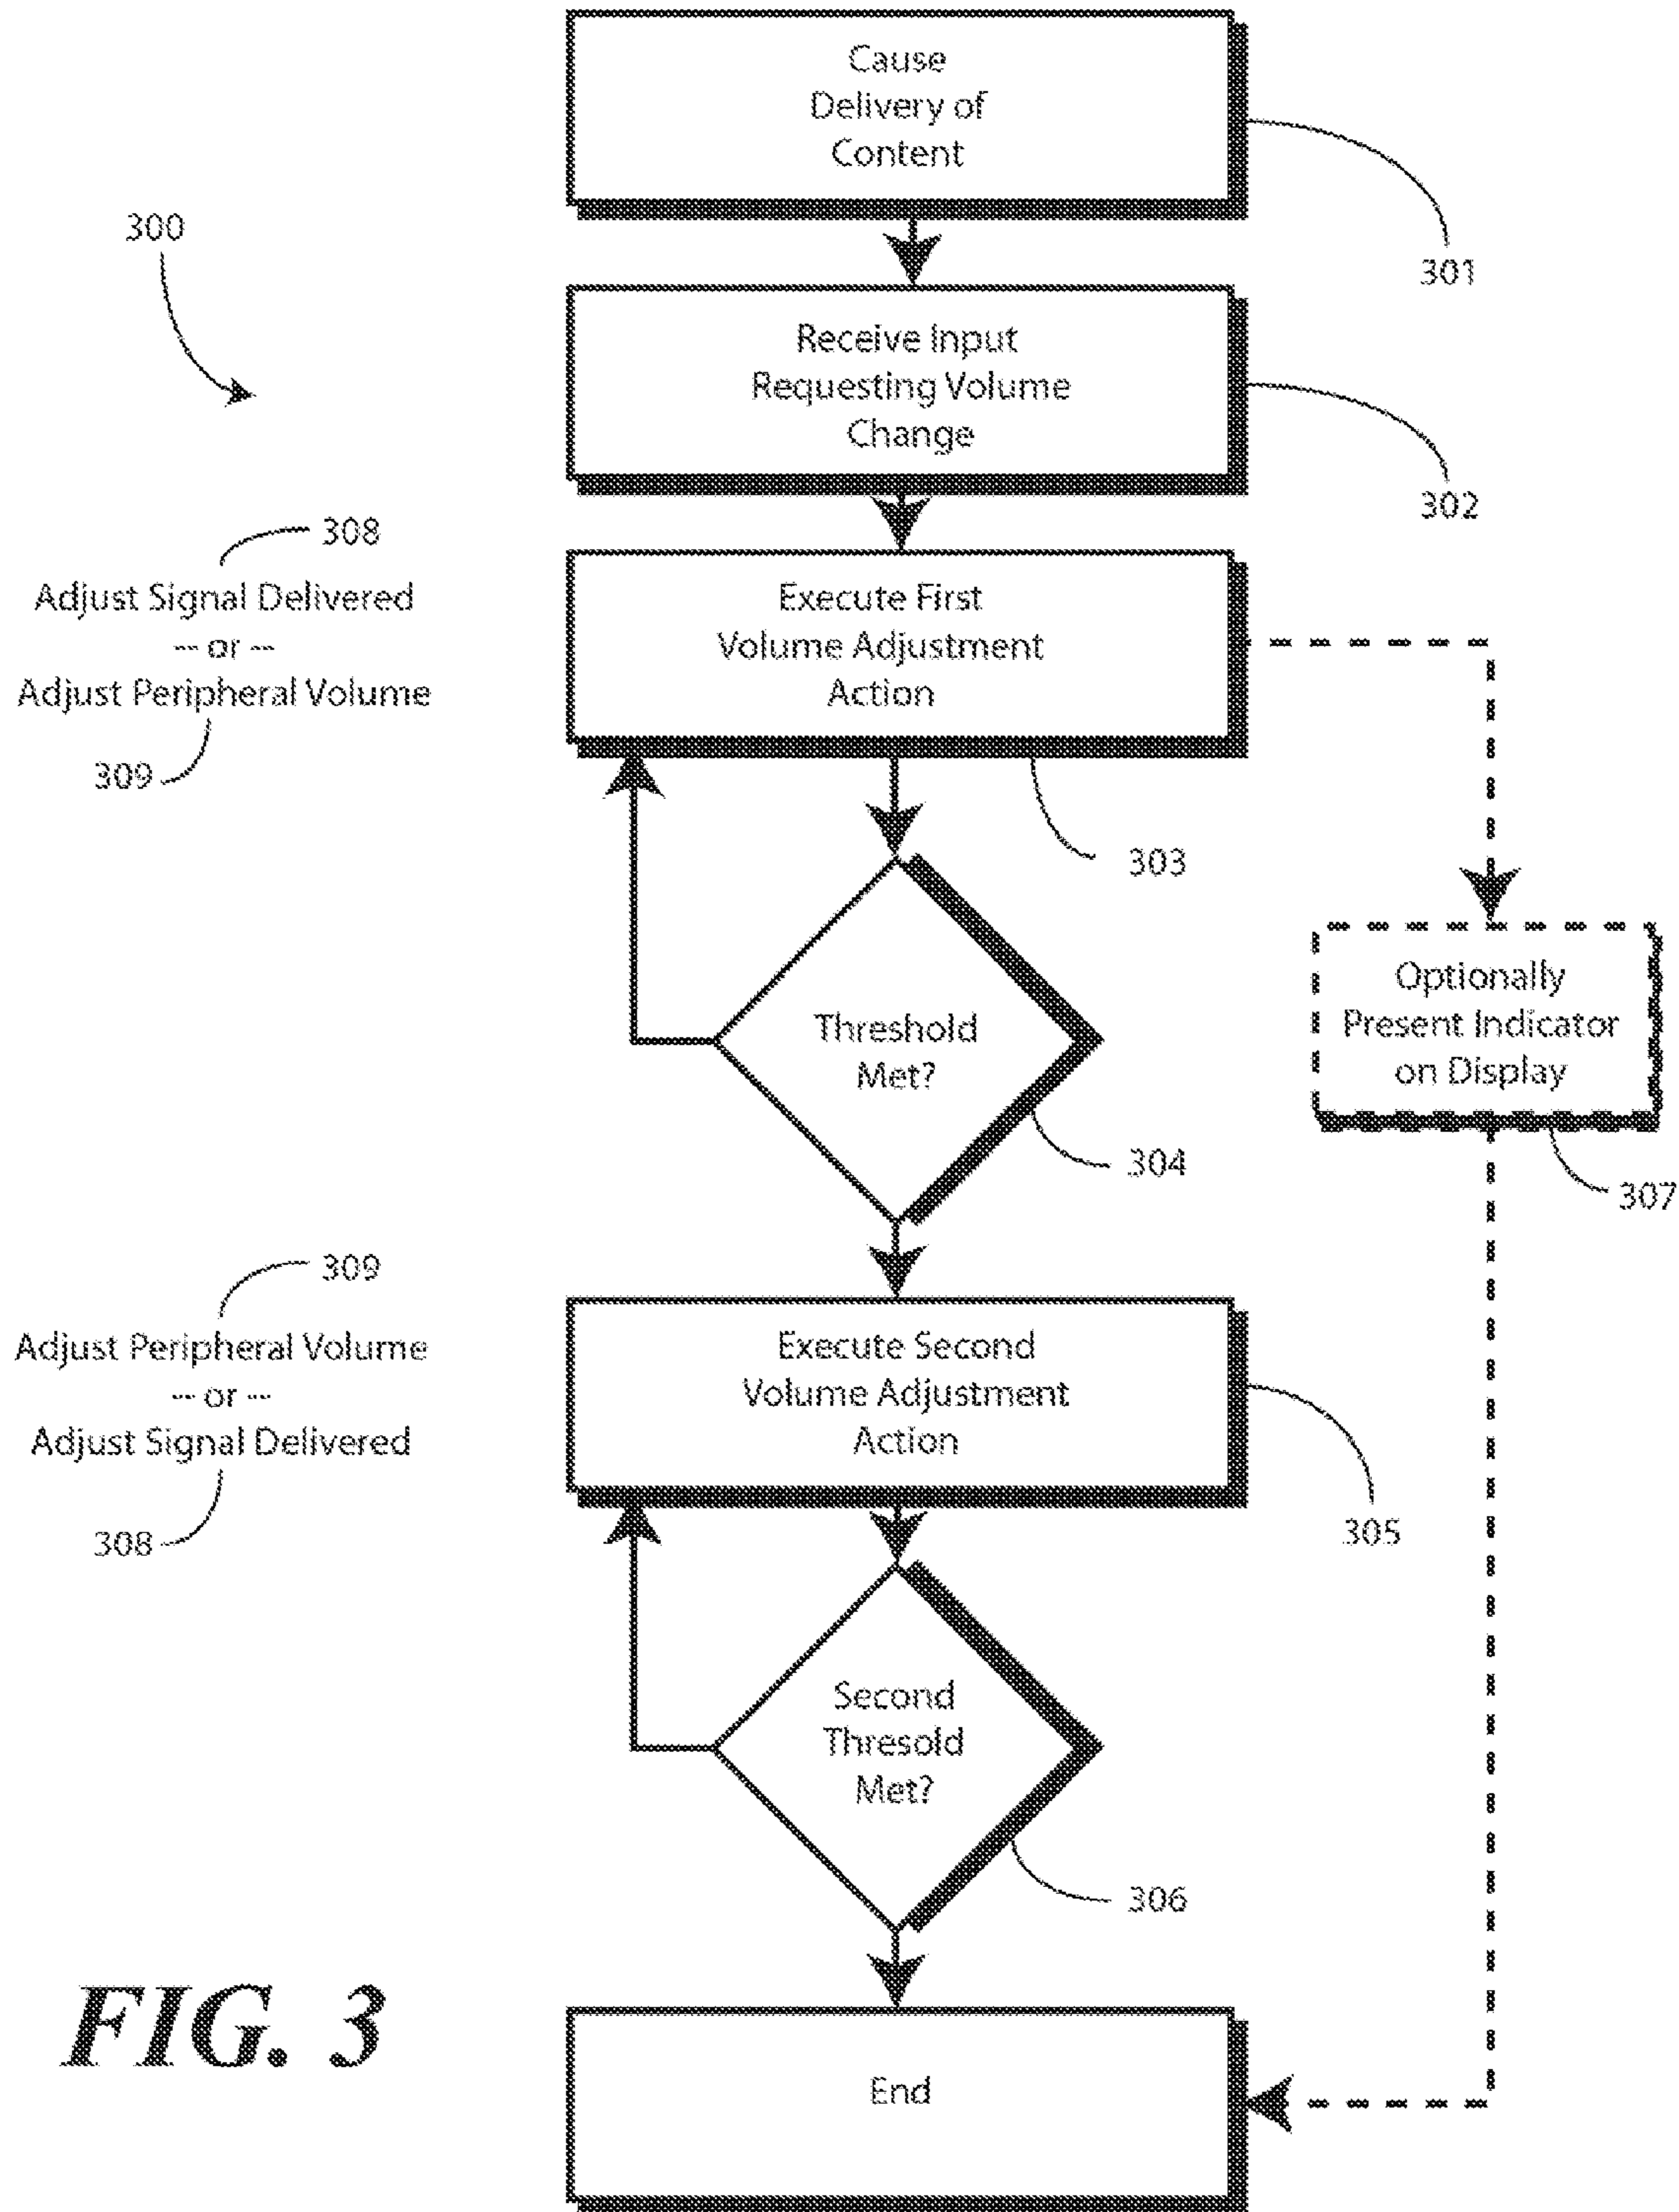 Cause
Delivery of
Content
301
300
Receive Input
Requesting Volume
Change
302
308
Adjust Signal Delivered
-- or --
Adjust Peripheral Volume
309
Execute First
Volume Adjustment
Action
303
Threshold
Met?
304
Optionally
Present Indicator
on Display
307
309
Adjust Peripheral Volume
-- or --
Adjust Signal Delivered
308
Execute Second
Volume Adjustment
Action
305
Second
Thresold
Met?
306
End
FIG. 3